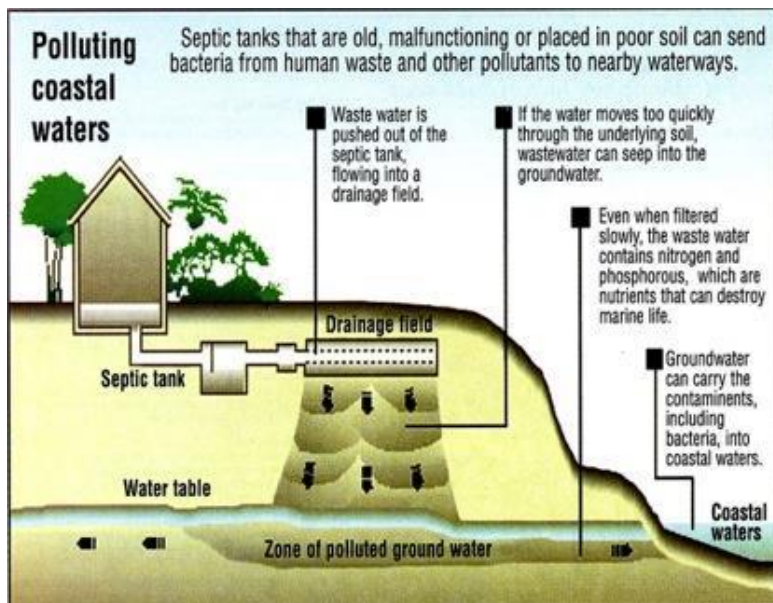 Polluting
coastal
waters
Septic tanks that are old, malfunctioning or placed in poor soil can send
bacteria from human waste and other pollutants to nearby waterways.
Waste water is
pushed out of the
septic tank,
flowing into a
drainage field.
If the water moves too quickly
through the underlying soil,
wastewater can seep into the
groundwater.
Even when filtered
slowly, the waste water
contains nitrogen and
phosphorous, which are
nutrients that can destroy
marine life.
Groundwater
can carry the
contaminents,
including
bacteria, into
coastal waters.
Drainage field
Septic tank
Water table
Coastal
waters
Zone of polluted ground water